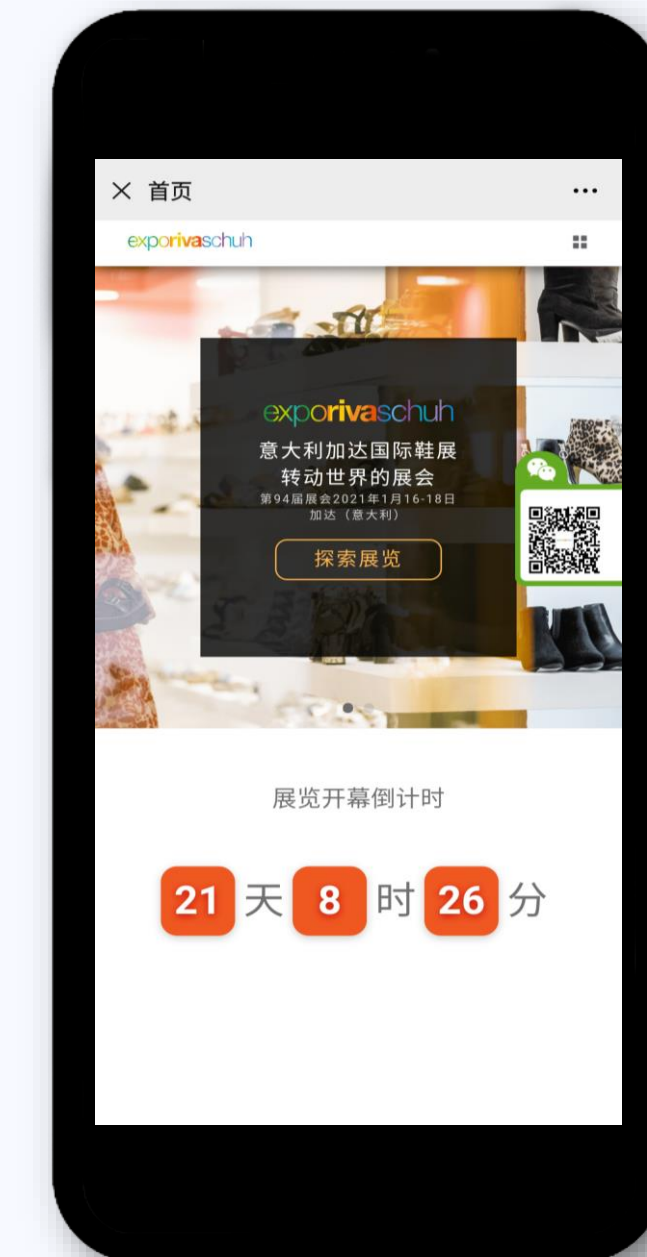 首页
exporivaschuh
exporivaschuh
意大利加达国际鞋展
转动世界的展会
第94届展会2021年1月16-18日
加达（意大利）
探索展览
展览开幕倒计时
21 天 8 时 26 分